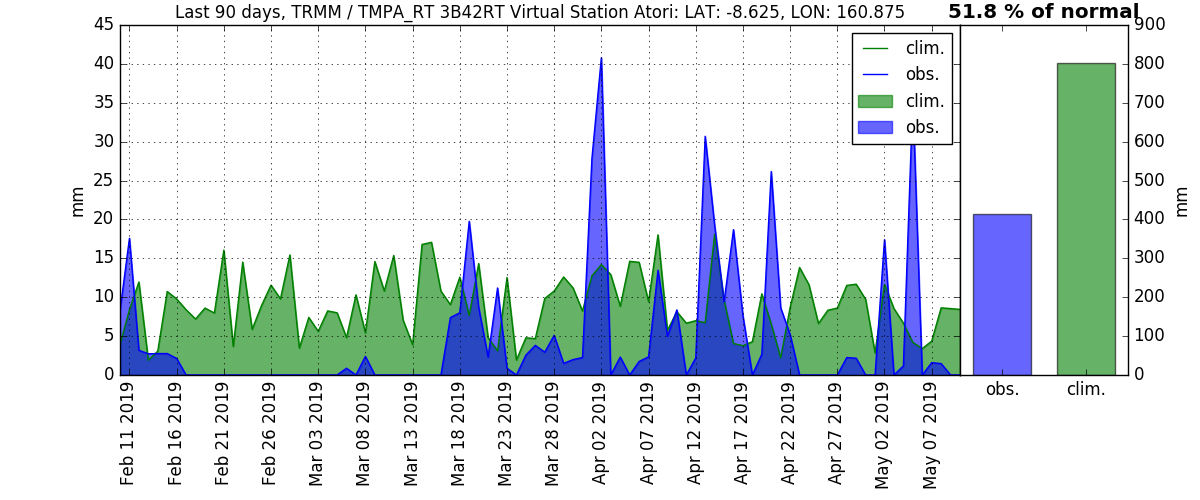 Last 90 days, TRMM / TMPA_RT 3B42RT Virtual Station Atori: LAT: -8.625, LON: 160.875
51.8 % of normal
45
40
35
30
25
20
15
10
5
0
mm
clim.
obs.
clim.
obs.
900
800
700
600
500
400
300
200
100
0
mm
Feb 11 2019
Feb 16 2019
Feb 21 2019
Feb 26 2019
Mar 03 2019
Mar 08 2019
Mar 13 2019
Mar 18 2019
Mar 23 2019
Mar 28 2019
Apr 02 2019
Apr 07 2019
Apr 12 2019
Apr 17 2019
Apr 22 2019
Apr 27 2019
May 02 2019
May 07 2019
obs.
clim.